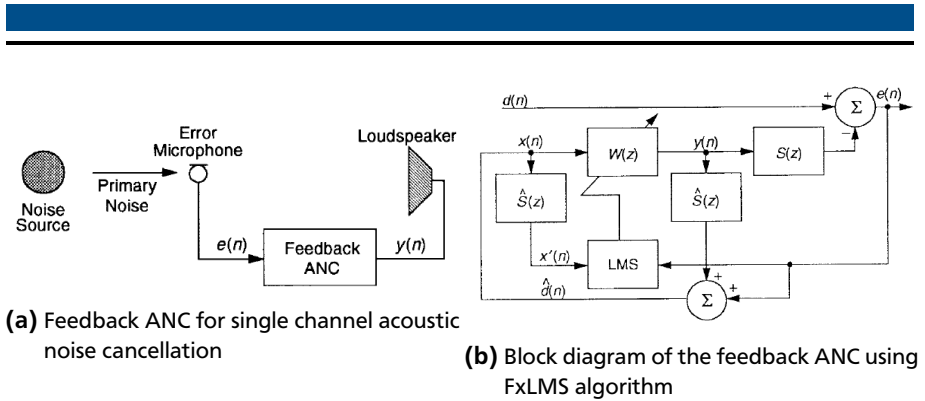 Noise
Source
Primary
Noise
Error
Microphone
Loudspeaker
e(n)
Feedback
ANC
y(n)
(a) Feedback ANC for single channel acoustic
noise cancellation
d(n)
+
Σ
e(n)
−
x(n)
W(z)
y(n)
S(z)
Ŝ(z)
Ŝ(z)
x′(n)
LMS
d̂(n)
+
+
Σ
(b) Block diagram of the feedback ANC using
FxLMS algorithm